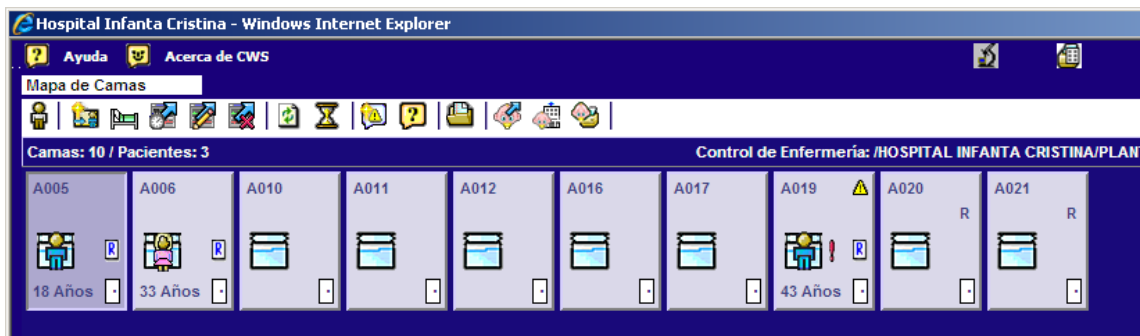 Hospital Infanta Cristina - Windows Internet Explorer
? Ayuda Acerca de CWS
Mapa de Camas
?
Camas: 10 / Pacientes: 3 Control de Enfermería: /HOSPITAL INFANTA CRISTINA/PLAN
A005 A006 A010 A011 A012 A016 A017 A019 A020 A021
R R
R R ! R
18 Años 33 Años 43 Años